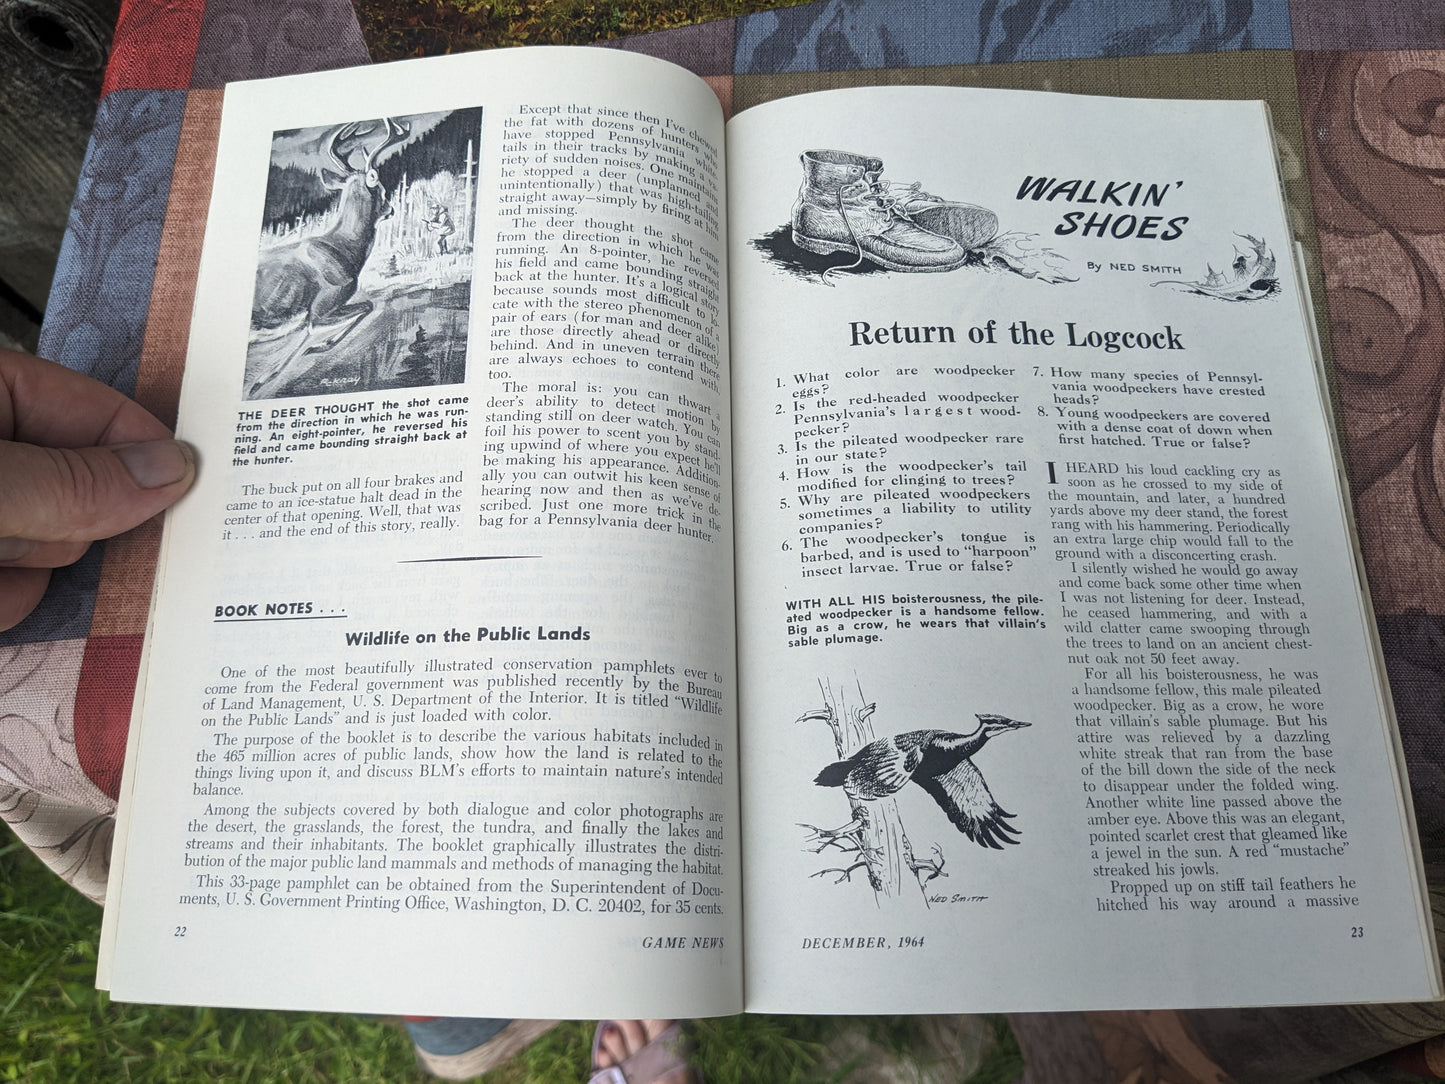 R-Kray
THE DEER THOUGHT the shot came
from the direction in which he was run-
ning. An eight-pointer, he reversed his
field and came bounding straight back at
the hunter.
The buck put on all four brakes and
came to an ice-statue halt dead in the
center of that opening. Well, that was
it . . . and the end of this story, really.
Except that since then I've chewed
the fat with dozens of hunters who
have stopped Pennsylvania white-
tails in their tracks by making a va-
riety of sudden noises. One maintains
he stopped a deer (unplanned and
unintentionally) that was high-tailing
straight away—simply by firing at him
and missing.
The deer thought the shot came
from the direction in which he was
running. An 8-pointer, he reversed
his field and came bounding straight
back at the hunter. It's a logical story
because sounds most difficult to lo-
cate with the stereo phenomenon of a
pair of ears (for man and deer alike)
are those directly ahead or directly
behind. And in uneven terrain there
are always echoes to contend with,
too.
The moral is: you can thwart a
deer's ability to detect motion by
standing still on deer watch. You can
foil his power to scent you by stand-
ing upwind of where you expect he'll
be making his appearance. Addition-
ally you can outwit his keen sense of
hearing now and then as we've de-
scribed. Just one more trick in the
bag for a Pennsylvania deer hunter.
BOOK NOTES . . .
Wildlife on the Public Lands
One of the most beautifully illustrated conservation pamphlets ever to
come from the Federal government was published recently by the Bureau
of Land Management, U. S. Department of the Interior. It is titled "Wildlife
on the Public Lands" and is just loaded with color.
The purpose of the booklet is to describe the various habitats included in
the 465 million acres of public lands, show how the land is related to the
things living upon it, and discuss BLM's efforts to maintain nature's intended
balance.
Among the subjects covered by both dialogue and color photographs are
the desert, the grasslands, the forest, the tundra, and finally the lakes and
streams and their inhabitants. The booklet graphically illustrates the distri-
bution of the major public land mammals and methods of managing the habitat.
This 33-page pamphlet can be obtained from the Superintendent of Docu-
ments, U. S. Government Printing Office, Washington, D. C. 20402, for 35 cents.
22
GAME NEWS
WALKIN'
SHOES
By NED SMITH
Return of the Logcock
1. What color are woodpecker
eggs?
2. Is the red-headed woodpecker
Pennsylvania's largest wood-
pecker?
3. Is the pileated woodpecker rare
in our state?
4. How is the woodpecker's tail
modified for clinging to trees?
5. Why are pileated woodpeckers
sometimes a liability to utility
companies?
6. The woodpecker's tongue is
barbed, and is used to "harpoon"
insect larvae. True or false?
WITH ALL HIS boisterousness, the pile-
ated woodpecker is a handsome fellow.
Big as a crow, he wears that villain's
sable plumage.
NED SMITH
7. How many species of Pennsyl-
vania woodpeckers have crested
heads?
8. Young woodpeckers are covered
with a dense coat of down when
first hatched. True or false?
I HEARD his loud cackling cry as
soon as he crossed to my side of
the mountain, and later, a hundred
yards above my deer stand, the forest
rang with his hammering. Periodically
an extra large chip would fall to the
ground with a disconcerting crash.
I silently wished he would go away
and come back some other time when
I was not listening for deer. Instead,
he ceased hammering, and with a
wild clatter came swooping through
the trees to land on an ancient chest-
nut oak not 50 feet away.
For all his boisterousness, he was
a handsome fellow, this male pileated
woodpecker. Big as a crow, he wore
that villain's sable plumage. But his
attire was relieved by a dazzling
white streak that ran from the base
of the bill down the side of the neck
to disappear under the folded wing.
Another white line passed above the
amber eye. Above this was an elegant,
pointed scarlet crest that gleamed like
a jewel in the sun. A red "mustache"
streaked his jowls.
Propped up on stiff tail feathers he
hitched his way around a massive
DECEMBER, 1964
23